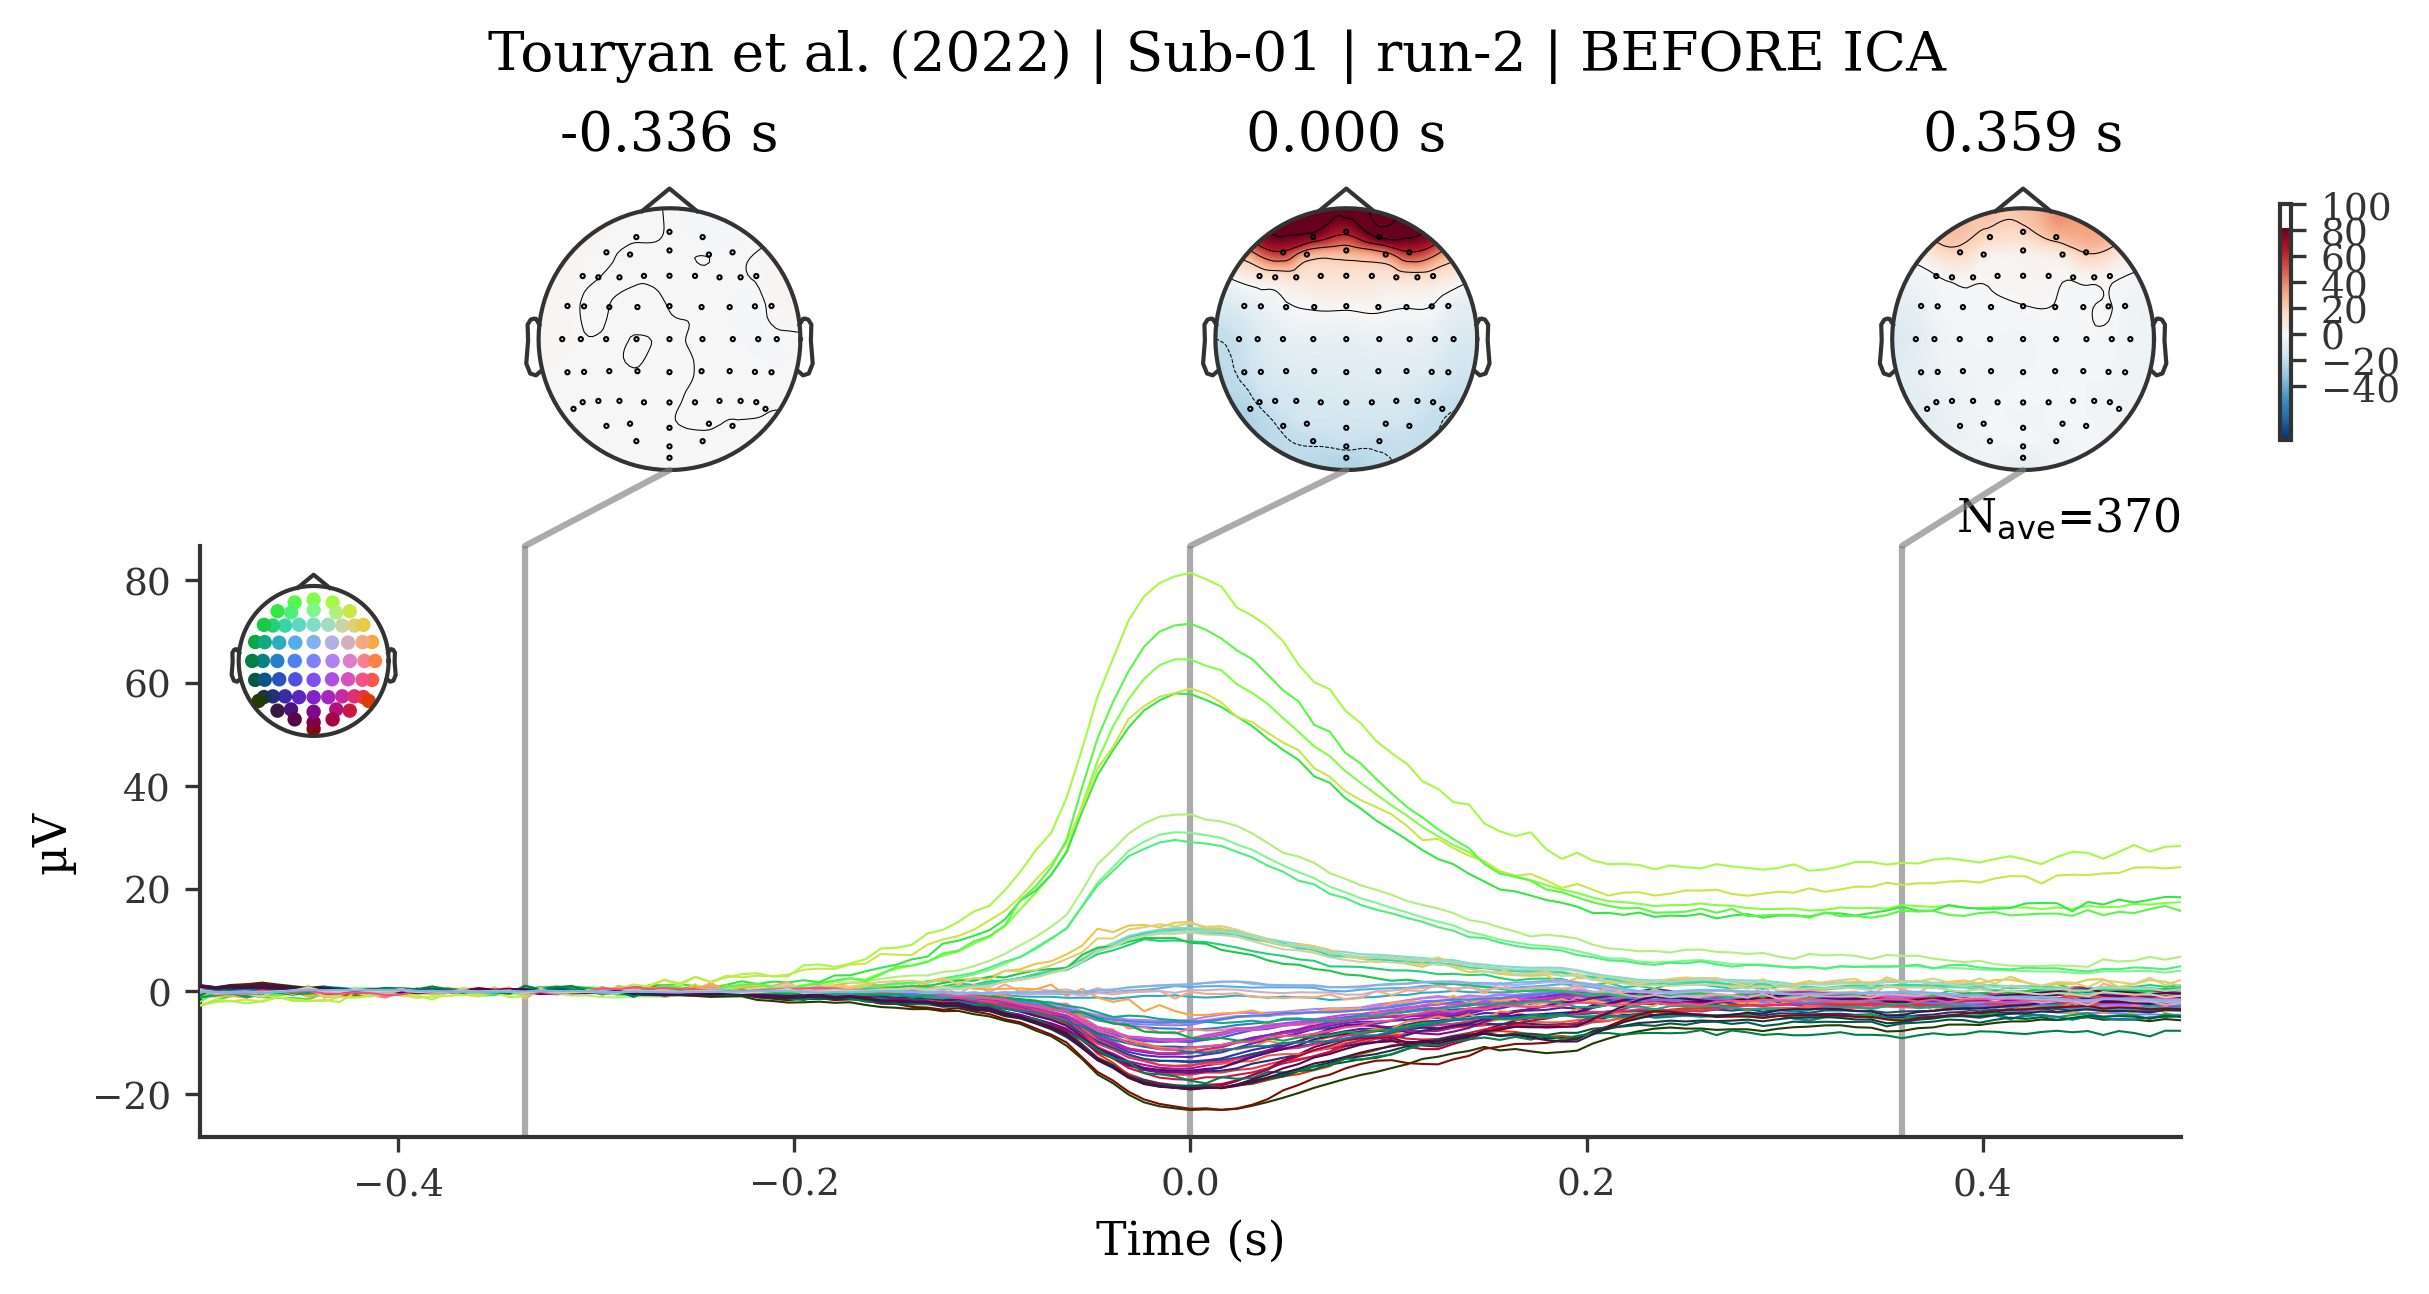 Touryan et al. (2022) | Sub-01 | run-2 | BEFORE ICA
-0.336 s
0.000 s
0.359 s
100
80
60
40
20
0
−20
−40
Nave=370
80
60
40
20
0
−20
µV
−0.4
−0.2
0.0
0.2
0.4
Time (s)